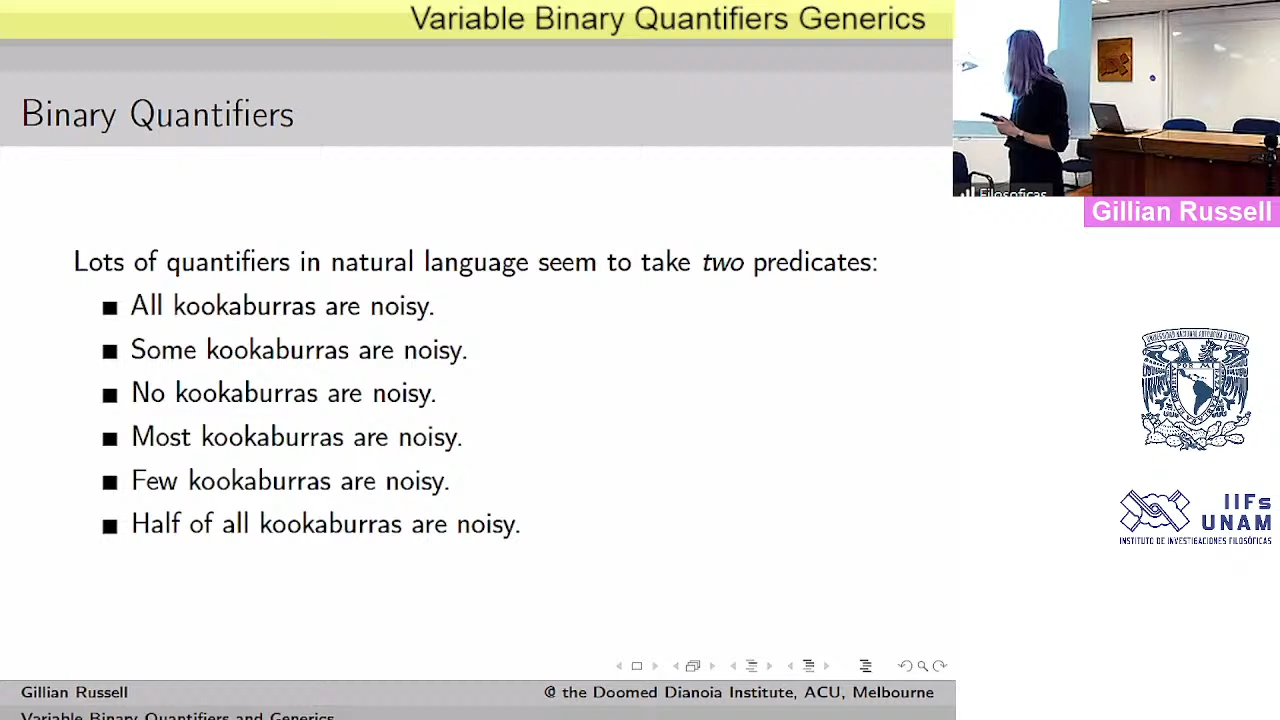 Variable Binary Quantifiers Generics
Binary Quantifiers
Filosoficas
Gillian Russell
Lots of quantifiers in natural language seem to take two predicates:
All kookaburras are noisy.
Some kookaburras are noisy.
No kookaburras are noisy.
Most kookaburras are noisy.
Few kookaburras are noisy.
Half of all kookaburras are noisy.
POR MI
IIFs
UNAM
INSTITUTO DE INVESTIGACIONES FILOSÓFICAS
Gillian Russell
@ the Doomed Dianoia Institute, ACU, Melbourne
Variable Binary Quantifiers and Generics